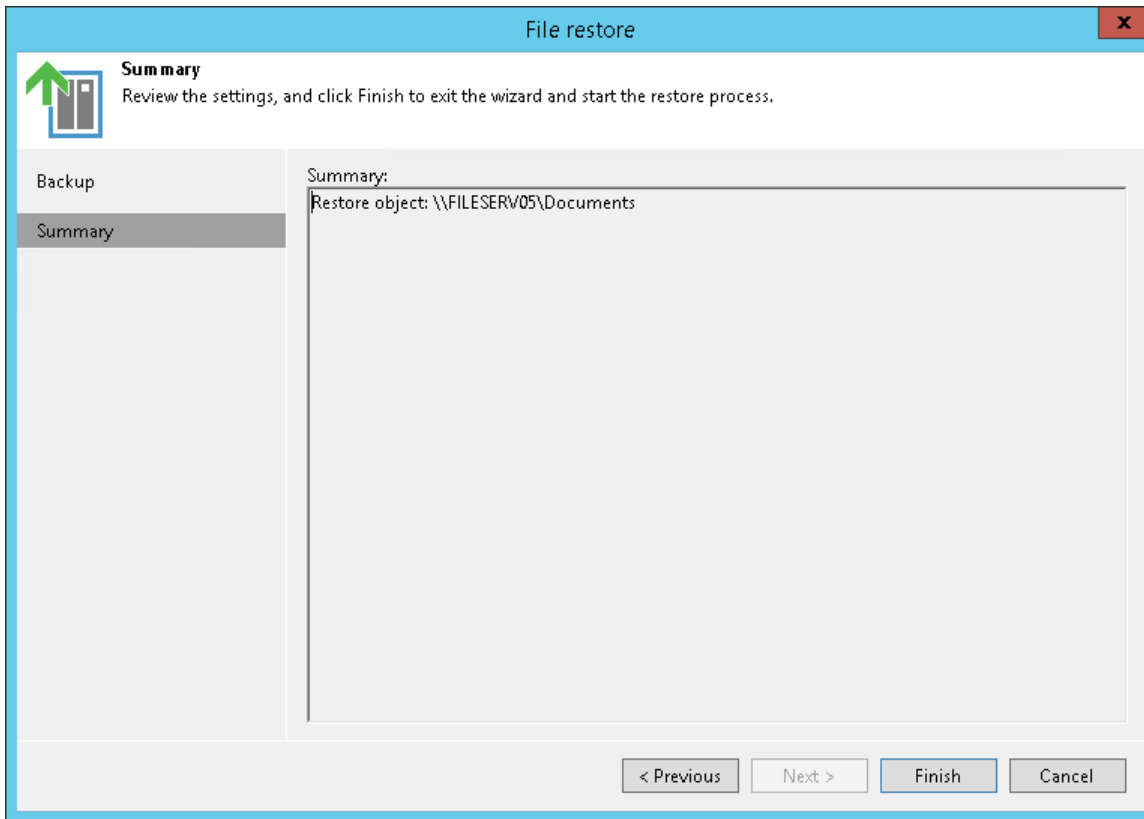 File restore
x
Summary
Review the settings, and click Finish to exit the wizard and start the restore process.
Backup
Summary
Summary:
Restore object: \\FILESERV05\Documents
< Previous
Next >
Finish
Cancel